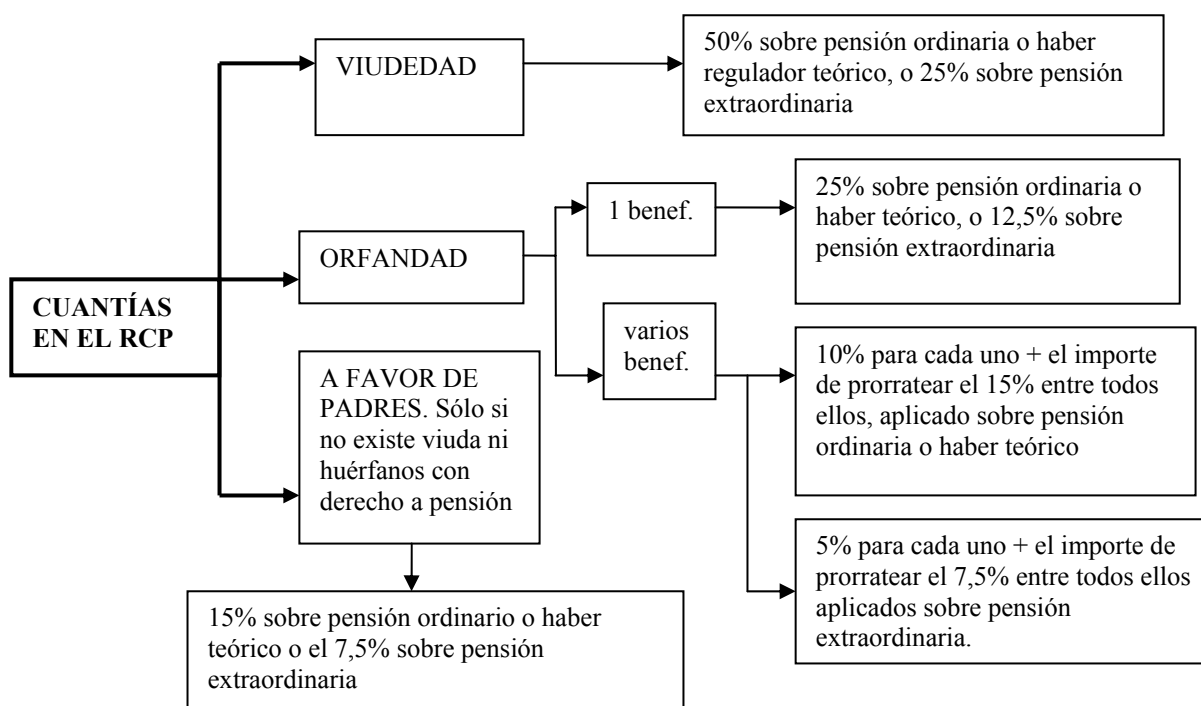 VIUDEDAD
50% sobre pensión ordinaria o haber
regulador teórico, o 25% sobre pensión
extraordinaria
CUANTÍAS
EN EL RCP
ORFANDAD
1 benef.
25% sobre pensión ordinaria o
haber teórico, o 12,5% sobre
pensión extraordinaria
varios
benef.
10% para cada uno + el importe
de prorratear el 15% entre todos
ellos, aplicado sobre pensión
ordinaria o haber teórico
5% para cada uno + el importe de
prorratear el 7,5% entre todos ellos
aplicados sobre pensión
extraordinaria.
A FAVOR DE
PADRES. Sólo si
no existe viuda ni
huérfanos con
derecho a pensión
15% sobre pensión ordinario o haber
teórico o el 7,5% sobre pensión
extraordinaria